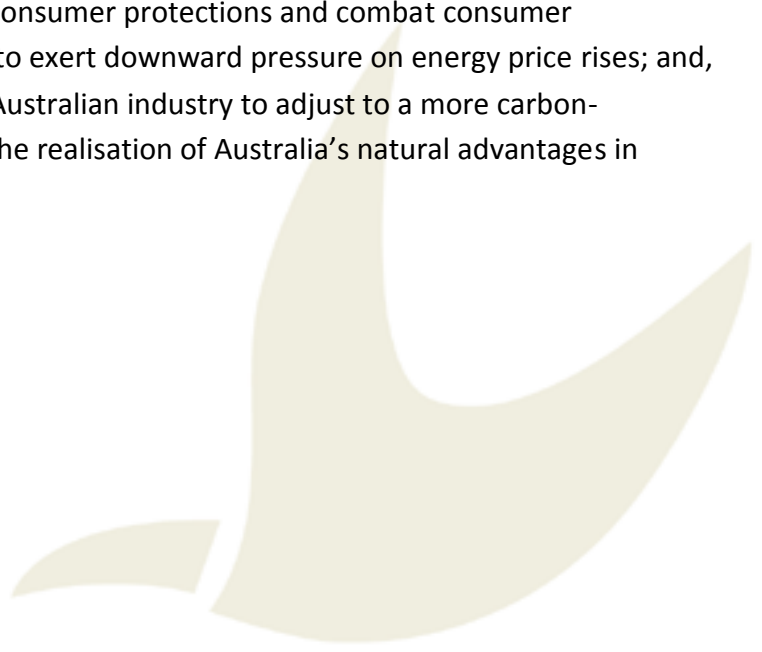 onsumer protections and combat consumer
to exert downward pressure on energy price rises; and,
Australian industry to adjust to a more carbon-
he realisation of Australia's natural advantages in